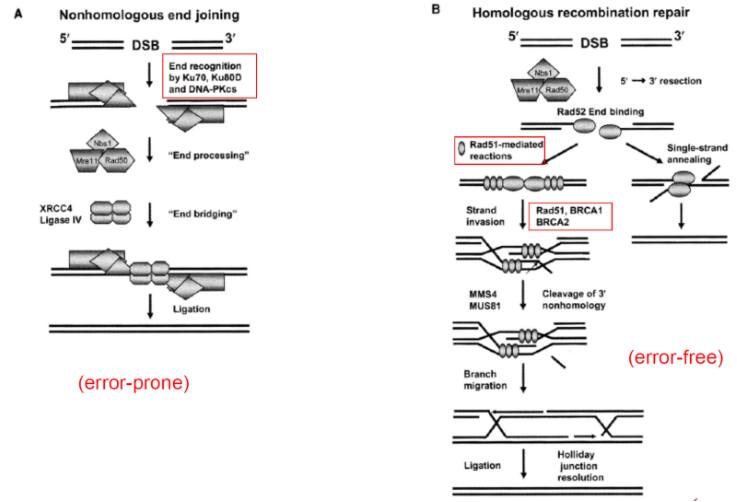 A
Nonhomologous end joining
5′ DSB 3′
End recognition
by Ku70, Ku80D
and DNA-PKcs
Nbs1
Mre11 Rad50
"End processing"
XRCC4
Ligase IV
"End bridging"
Ligation
(error-prone)
B
Homologous recombination repair
5′ DSB 3′
Nbs1
Mre11 Rad50
5′ → 3′ resection
Rad52 End binding
Rad51-mediated
reactions
Single-strand
annealing
Strand
invasion
Rad51, BRCA1
BRCA2
MMS4
MUS81
Cleavage of 3′
nonhomology
(error-free)
Branch
migration
Ligation
Holliday
junction
resolution